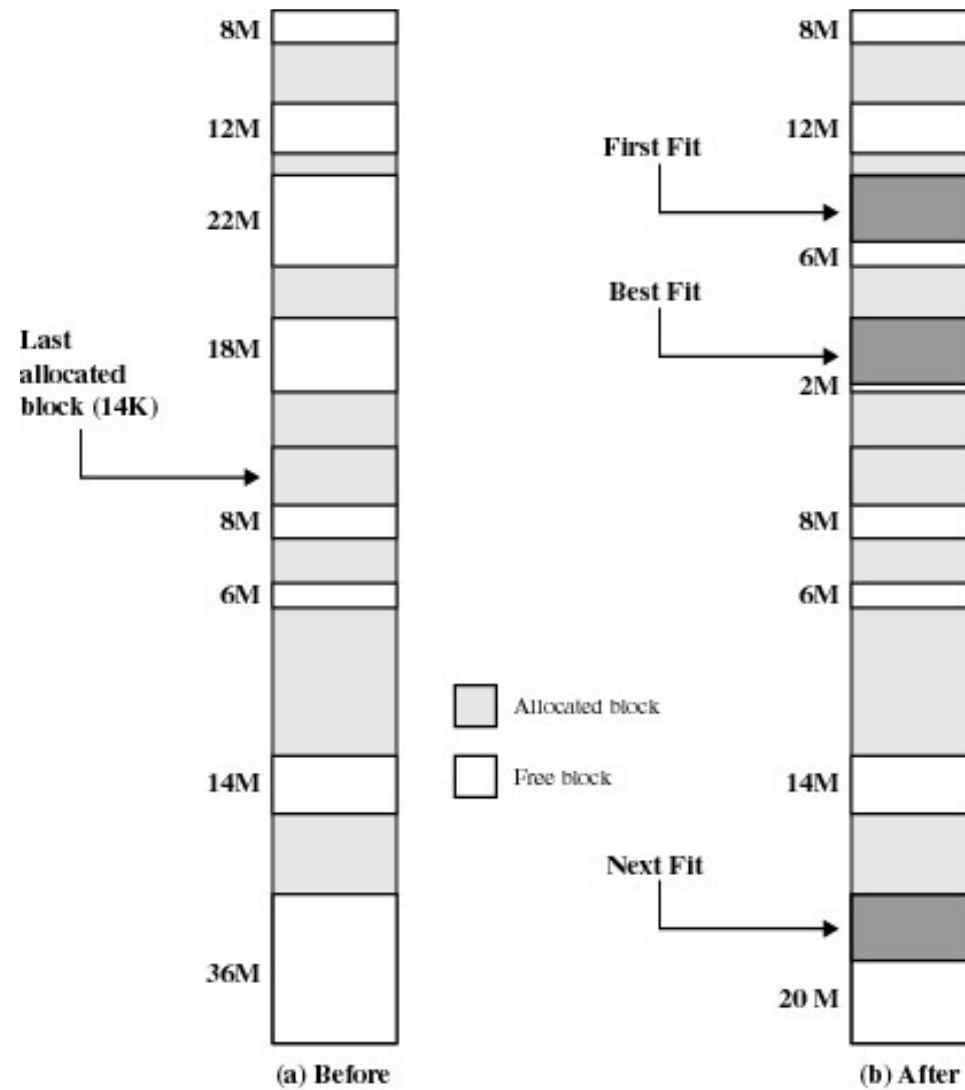 8M
12M
22M
18M
Last
allocated
block (14K)
8M
6M
14M
36M
(a) Before
Allocated block
Free block
8M
12M
First Fit
6M
Best Fit
2M
8M
6M
14M
Next Fit
20 M
(b) After